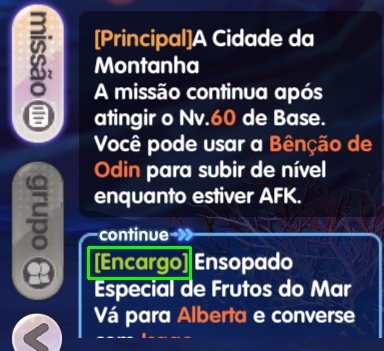 missão
grupo
[Principal]A Cidade da
Montanha
A missão continua após
atingir o Nv.60 de Base.
Você pode usar a Bênção de
Odin para subir de nível
enquanto estiver AFK.
continue
[Encargo] Ensopado
Especial de Frutos do Mar
Vá para Alberta e converse